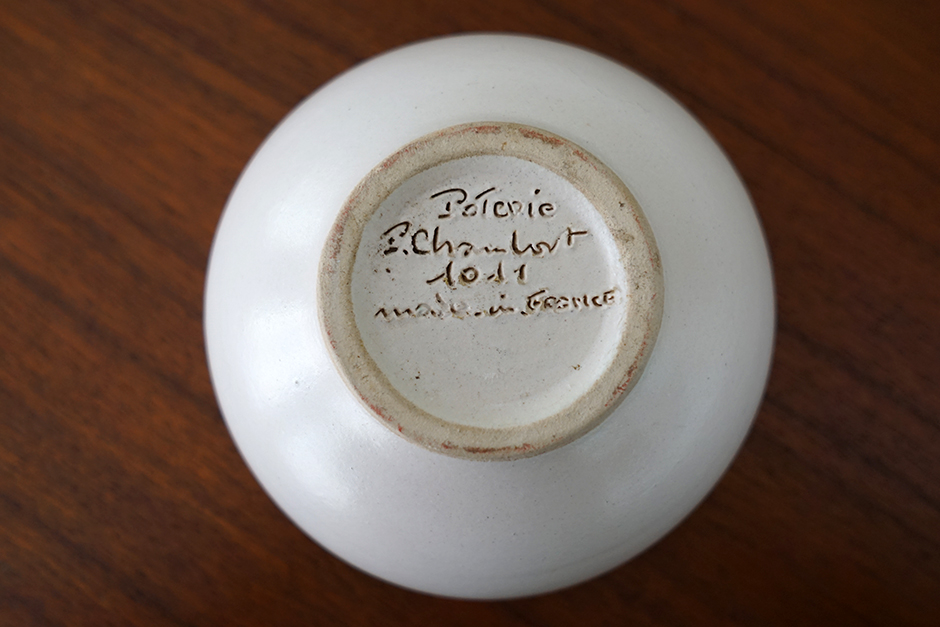 Poterie
P.Chambost
1011
made in FRANCE